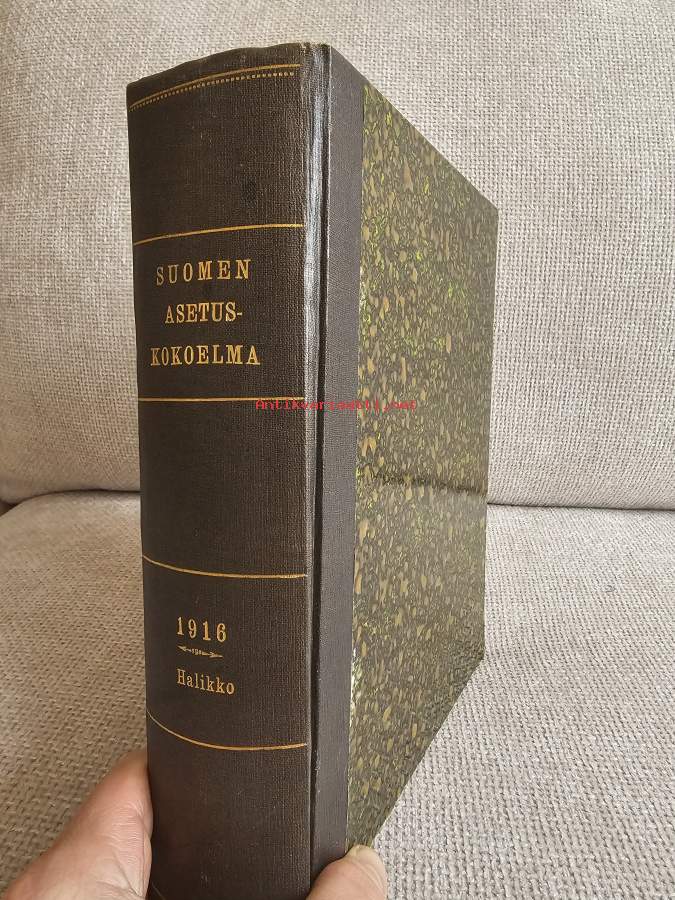 SUOMEN
ASETUS-
KOKOELMA
Antikvariaatti.net
1916
Halikko